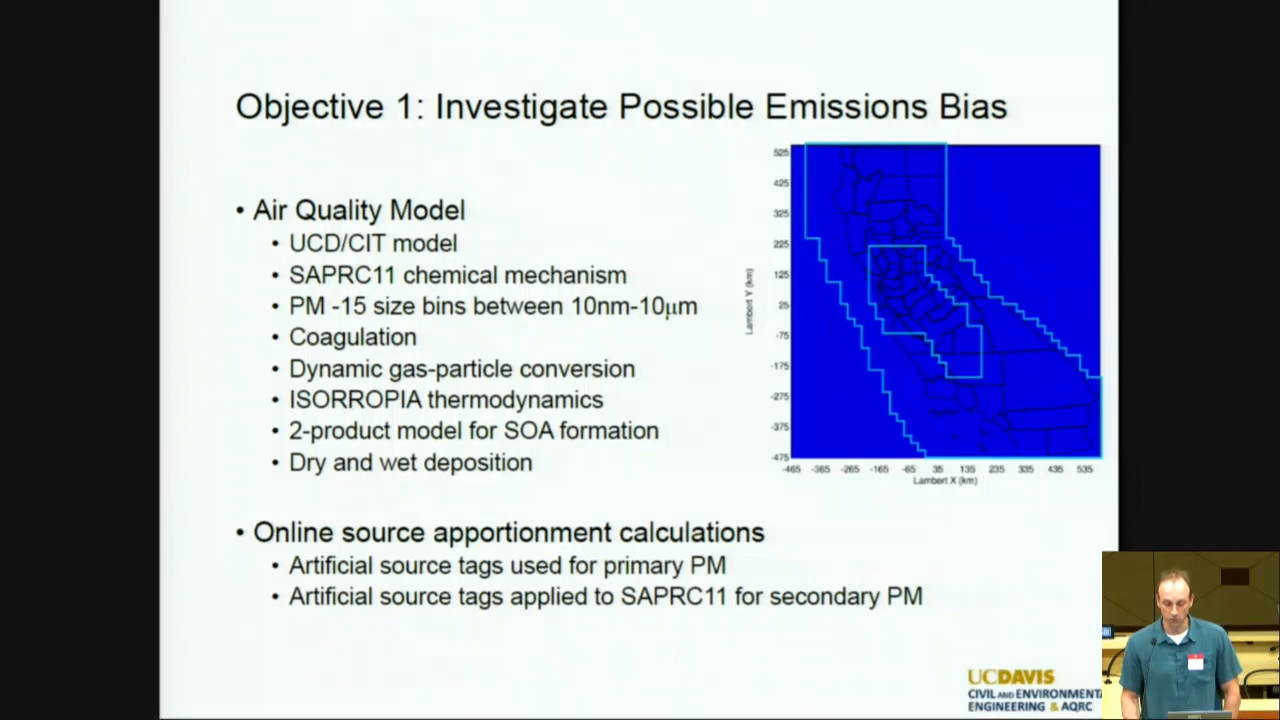 Objective 1: Investigate Possible Emissions Bias
• Air Quality Model
• UCD/CIT model
• SAPRC11 chemical mechanism
• PM -15 size bins between 10nm-10μm
• Coagulation
• Dynamic gas-particle conversion
• ISORROPIA thermodynamics
• 2-product model for SOA formation
• Dry and wet deposition
• Online source apportionment calculations
• Artificial source tags used for primary PM
• Artificial source tags applied to SAPRC11 for secondary PM
525
425
325
225
125
25
-75
-175
-275
-375
-475
Lambert Y (km)
-465 -365 -265 -165 -65 35 135 235 335 435 535
Lambert X (km)
UCDAVIS
CIVIL AND ENVIRONMENTA
ENGINEERING & AQRC